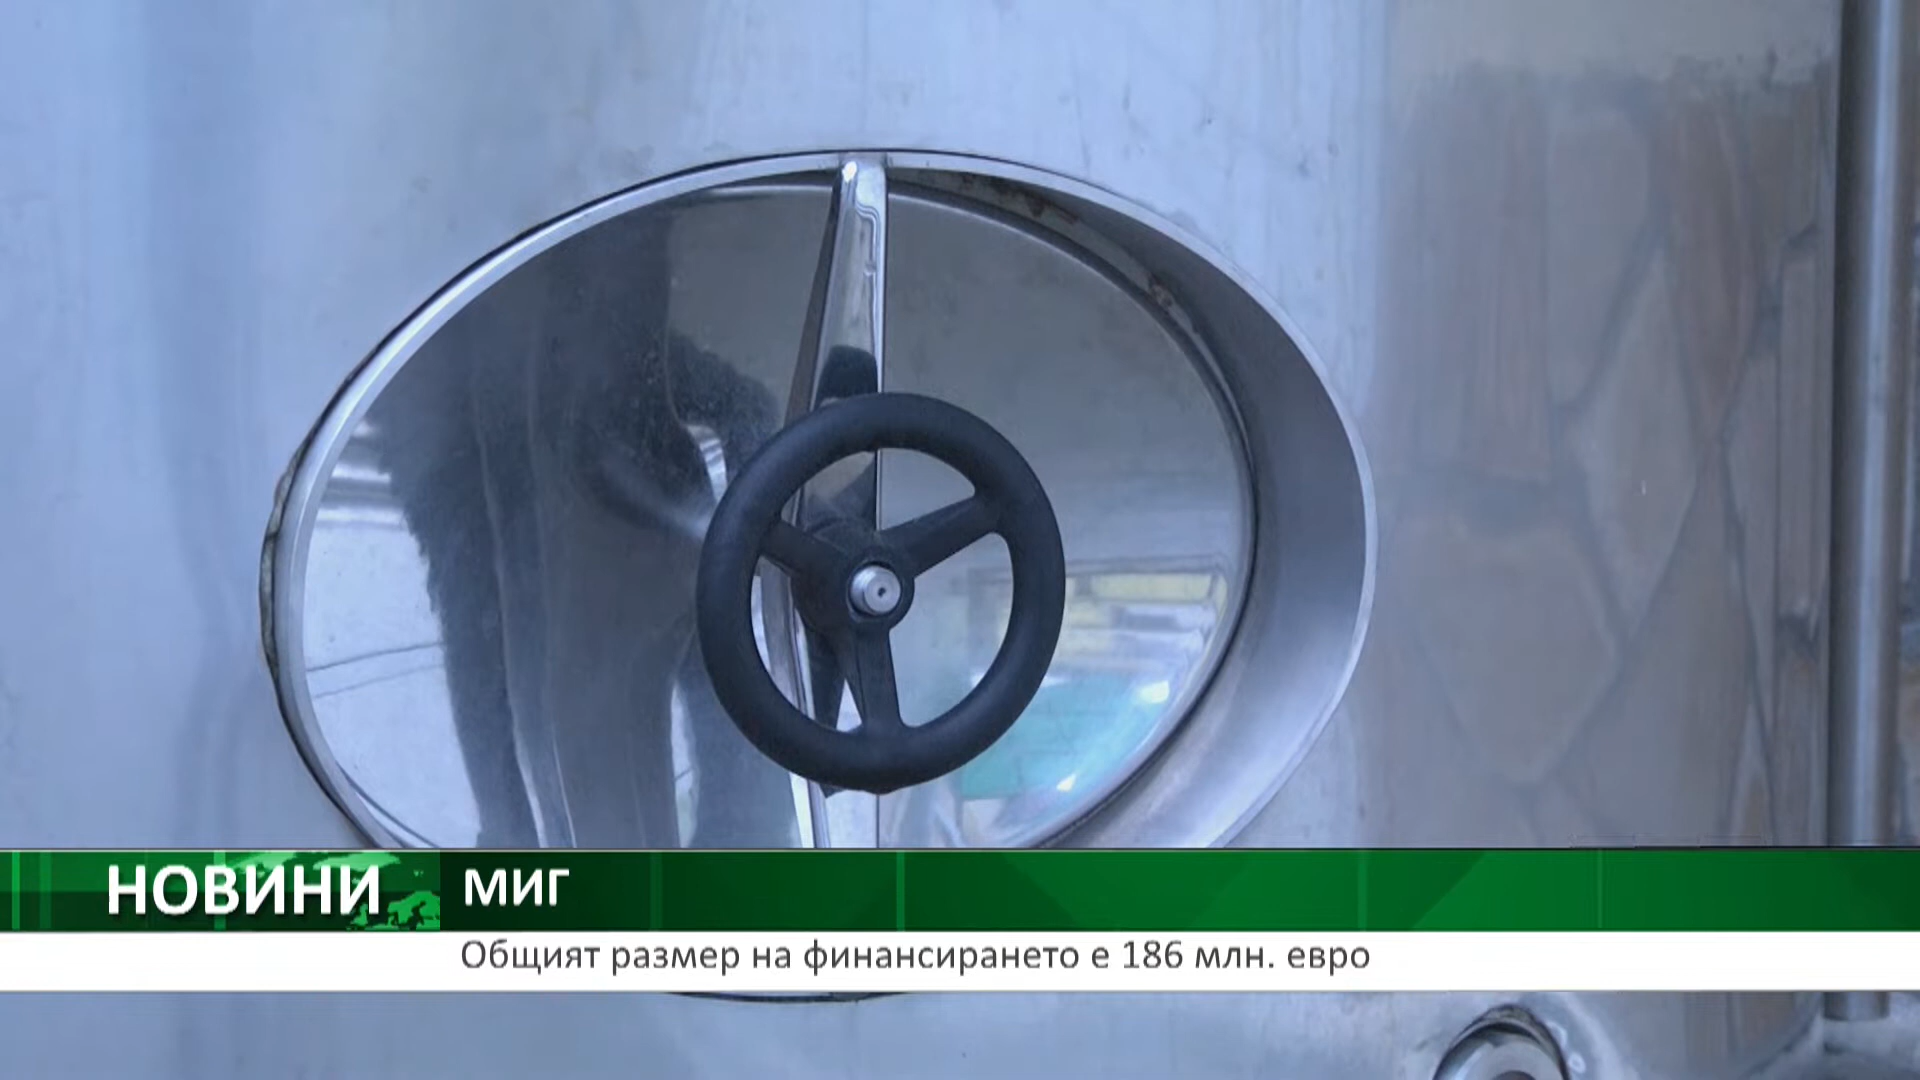 НОВИНИ
МИГ
Общият размер на финансирането е 186 млн. евро